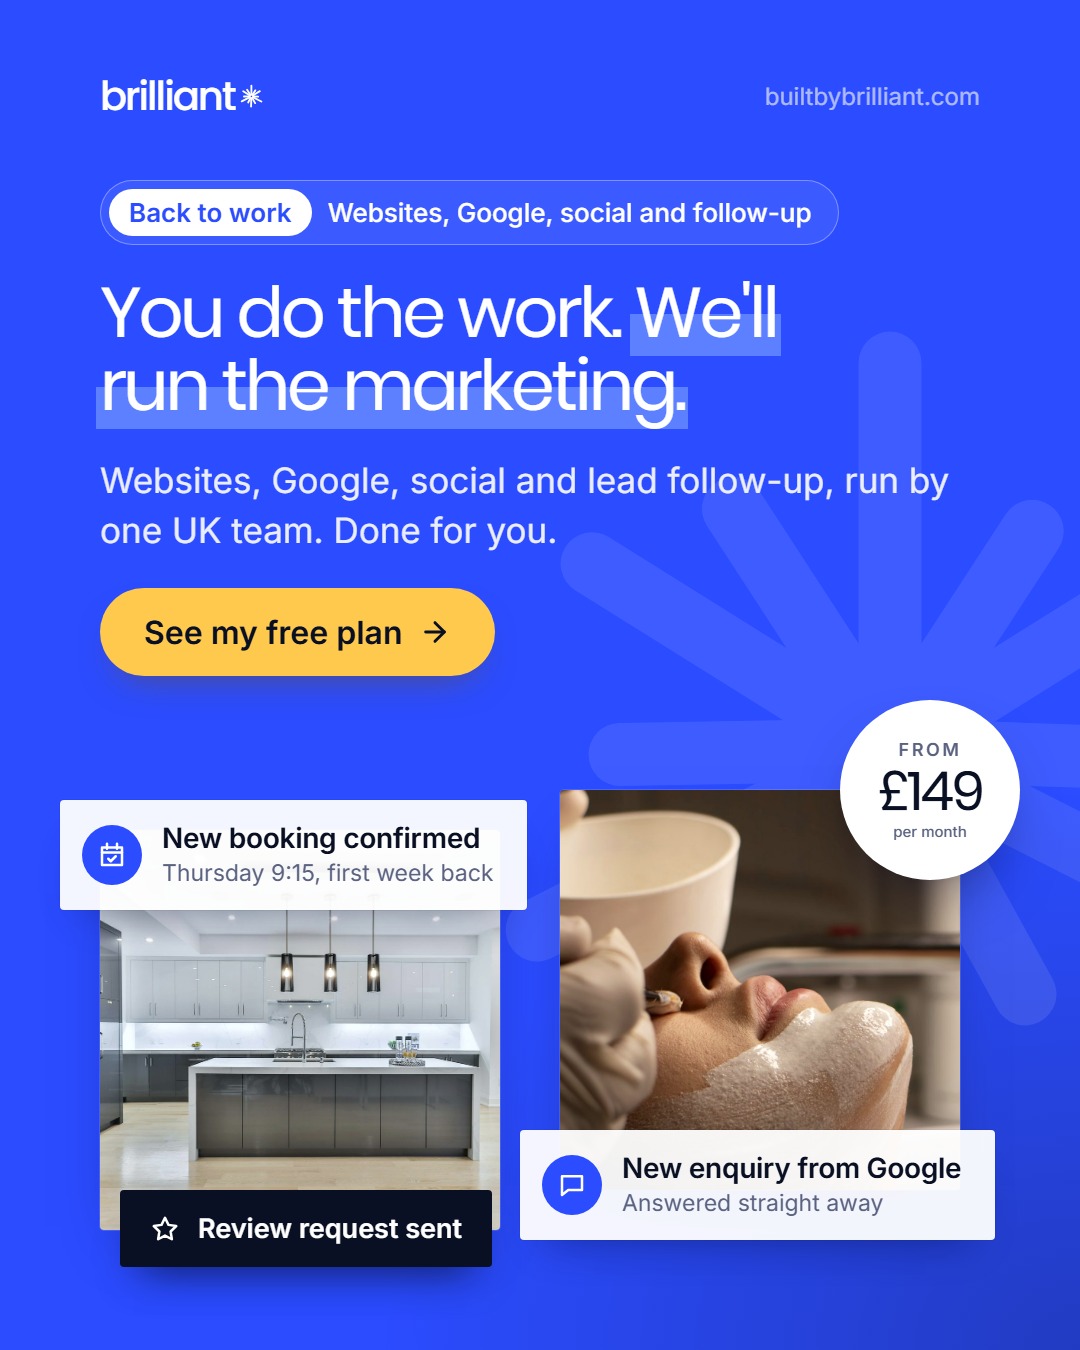 brilliant
builtbybrilliant.com
Back to work
Websites, Google, social and follow-up
You do the work. We'll
run the marketing.
Websites, Google, social and lead follow-up, run by
one UK team. Done for you.
See my free plan →
FROM
£149
per month
New booking confirmed
Thursday 9:15, first week back
New enquiry from Google
Answered straight away
Review request sent